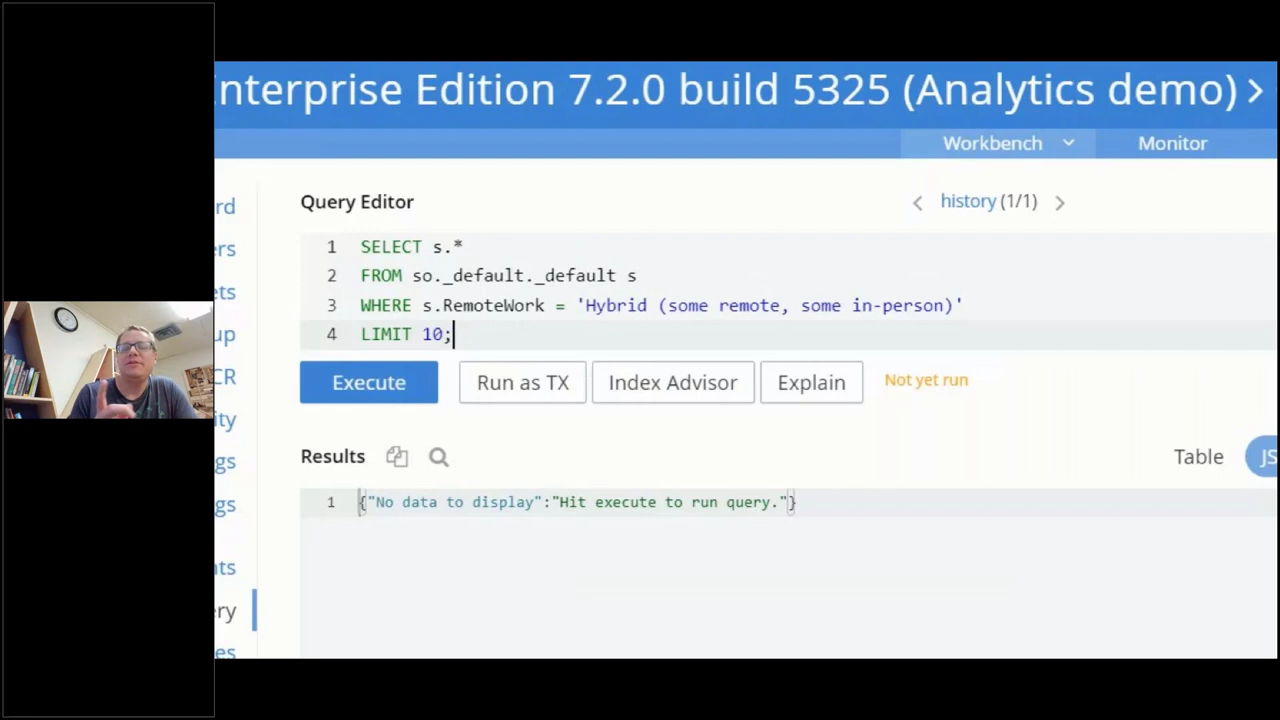 nterprise Edition 7.2.0 build 5325 (Analytics demo) >
Workbench Monitor
rd
ers
ets
up
CR
ity
gs
gs
nts
ery
es
Query Editor
< history (1/1) >
1 SELECT s.*
2 FROM so._default._default s
3 WHERE s.RemoteWork = 'Hybrid (some remote, some in-person)'
4 LIMIT 10;
Execute Run as TX Index Advisor Explain Not yet run
Results Table JS
1 {"No data to display":"Hit execute to run query."}